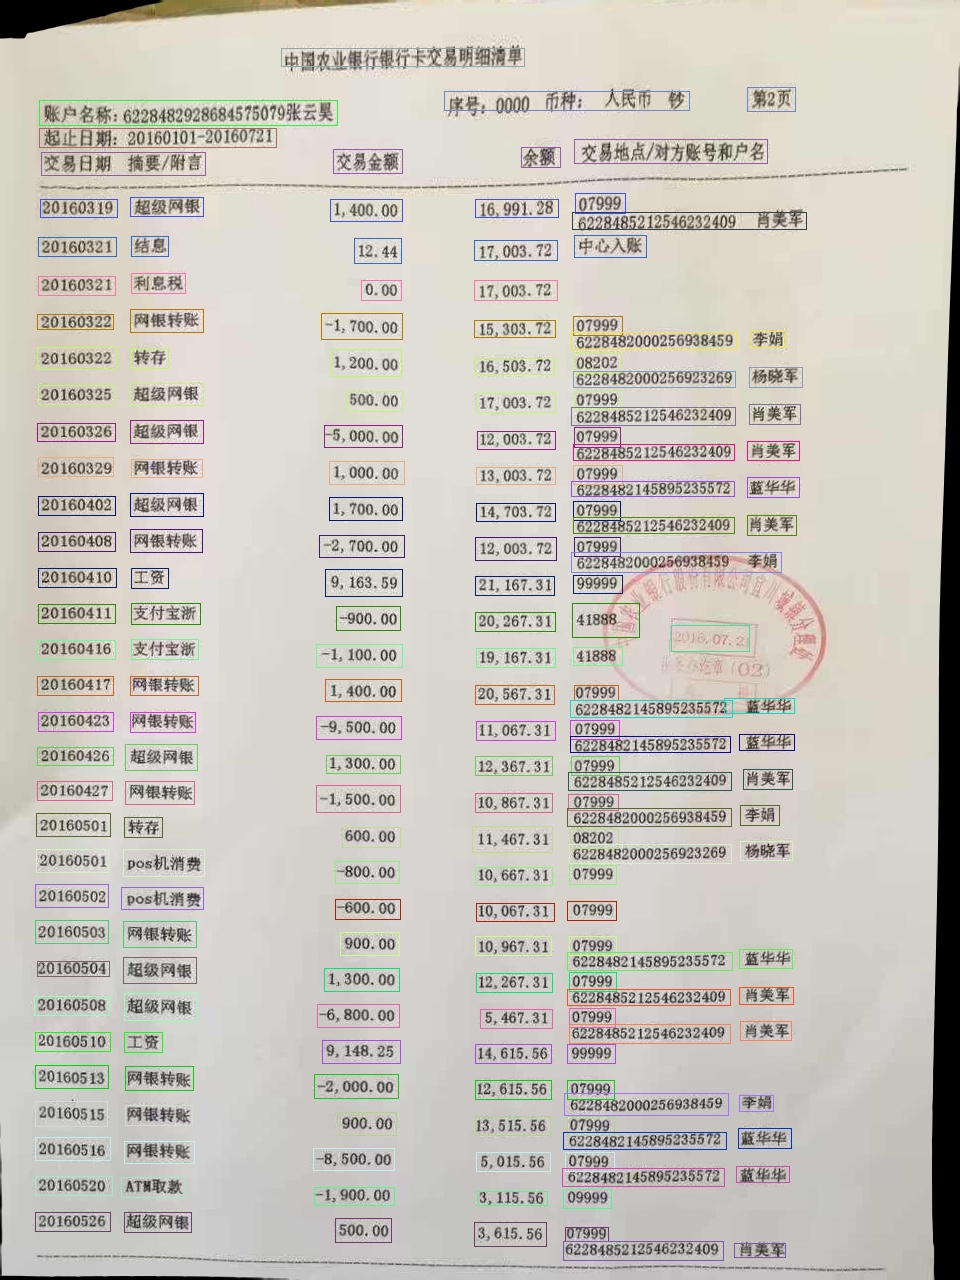 中国农业银行银行卡交易明细清单
账户名称：6228482928684575079张云昊 序号：0000 币种： 人民币 钞 第2页
起止日期：20160101-20160721
交易日期 摘要/附言 交易金额 余额 交易地点/对方账号和户名
20160319 超级网银 1,400.00 16,991.28 07999
6228485212546232409 肖美军
20160321 结息 12.44 17,003.72 中心入账
20160321 利息税 0.00 17,003.72
20160322 网银转账 -1,700.00 15,303.72 07999
6228482000256938459 李娟
20160322 转存 1,200.00 16,503.72 08202
6228482000256923269 杨晓军
20160325 超级网银 500.00 17,003.72 07999
6228485212546232409 肖美军
20160326 超级网银 -5,000.00 12,003.72 07999
6228485212546232409 肖美军
20160329 网银转账 1,000.00 13,003.72 07999
6228482145895235572 蓝华华
20160402 超级网银 1,700.00 14,703.72 07999
6228485212546232409 肖美军
20160408 网银转账 -2,700.00 12,003.72 07999
6228482000256938459 李娟
20160410 工资 9,163.59 21,167.31 99999
20160411 支付宝浙 -900.00 20,267.31 41888
2016.07.21
20160416 支付宝浙 -1,100.00 19,167.31 41888
(02)
20160417 网银转账 1,400.00 20,567.31 07999
6228482145895235572 蓝华华
20160423 网银转账 -9,500.00 11,067.31 07999
6228482145895235572 蓝华华
20160426 超级网银 1,300.00 12,367.31 07999
6228485212546232409 肖美军
20160427 网银转账 -1,500.00 10,867.31 07999
6228482000256938459 李娟
20160501 转存 600.00 11,467.31 08202
6228482000256923269 杨晓军
20160501 pos机消费 -800.00 10,667.31 07999
20160502 pos机消费 -600.00 10,067.31 07999
20160503 网银转账 900.00 10,967.31 07999
6228482145895235572 蓝华华
20160504 超级网银 1,300.00 12,267.31 07999
6228485212546232409 肖美军
20160508 超级网银 -6,800.00 5,467.31 07999
6228485212546232409 肖美军
20160510 工资 9,148.25 14,615.56 99999
20160513 网银转账 -2,000.00 12,615.56 07999
6228482000256938459 李娟
20160515 网银转账 900.00 13,515.56 07999
6228482145895235572 蓝华华
20160516 网银转账 -8,500.00 5,015.56 07999
6228482145895235572 蓝华华
20160520 ATM取款 -1,900.00 3,115.56 09999
20160526 超级网银 500.00 3,615.56 07999
6228485212546232409 肖美军